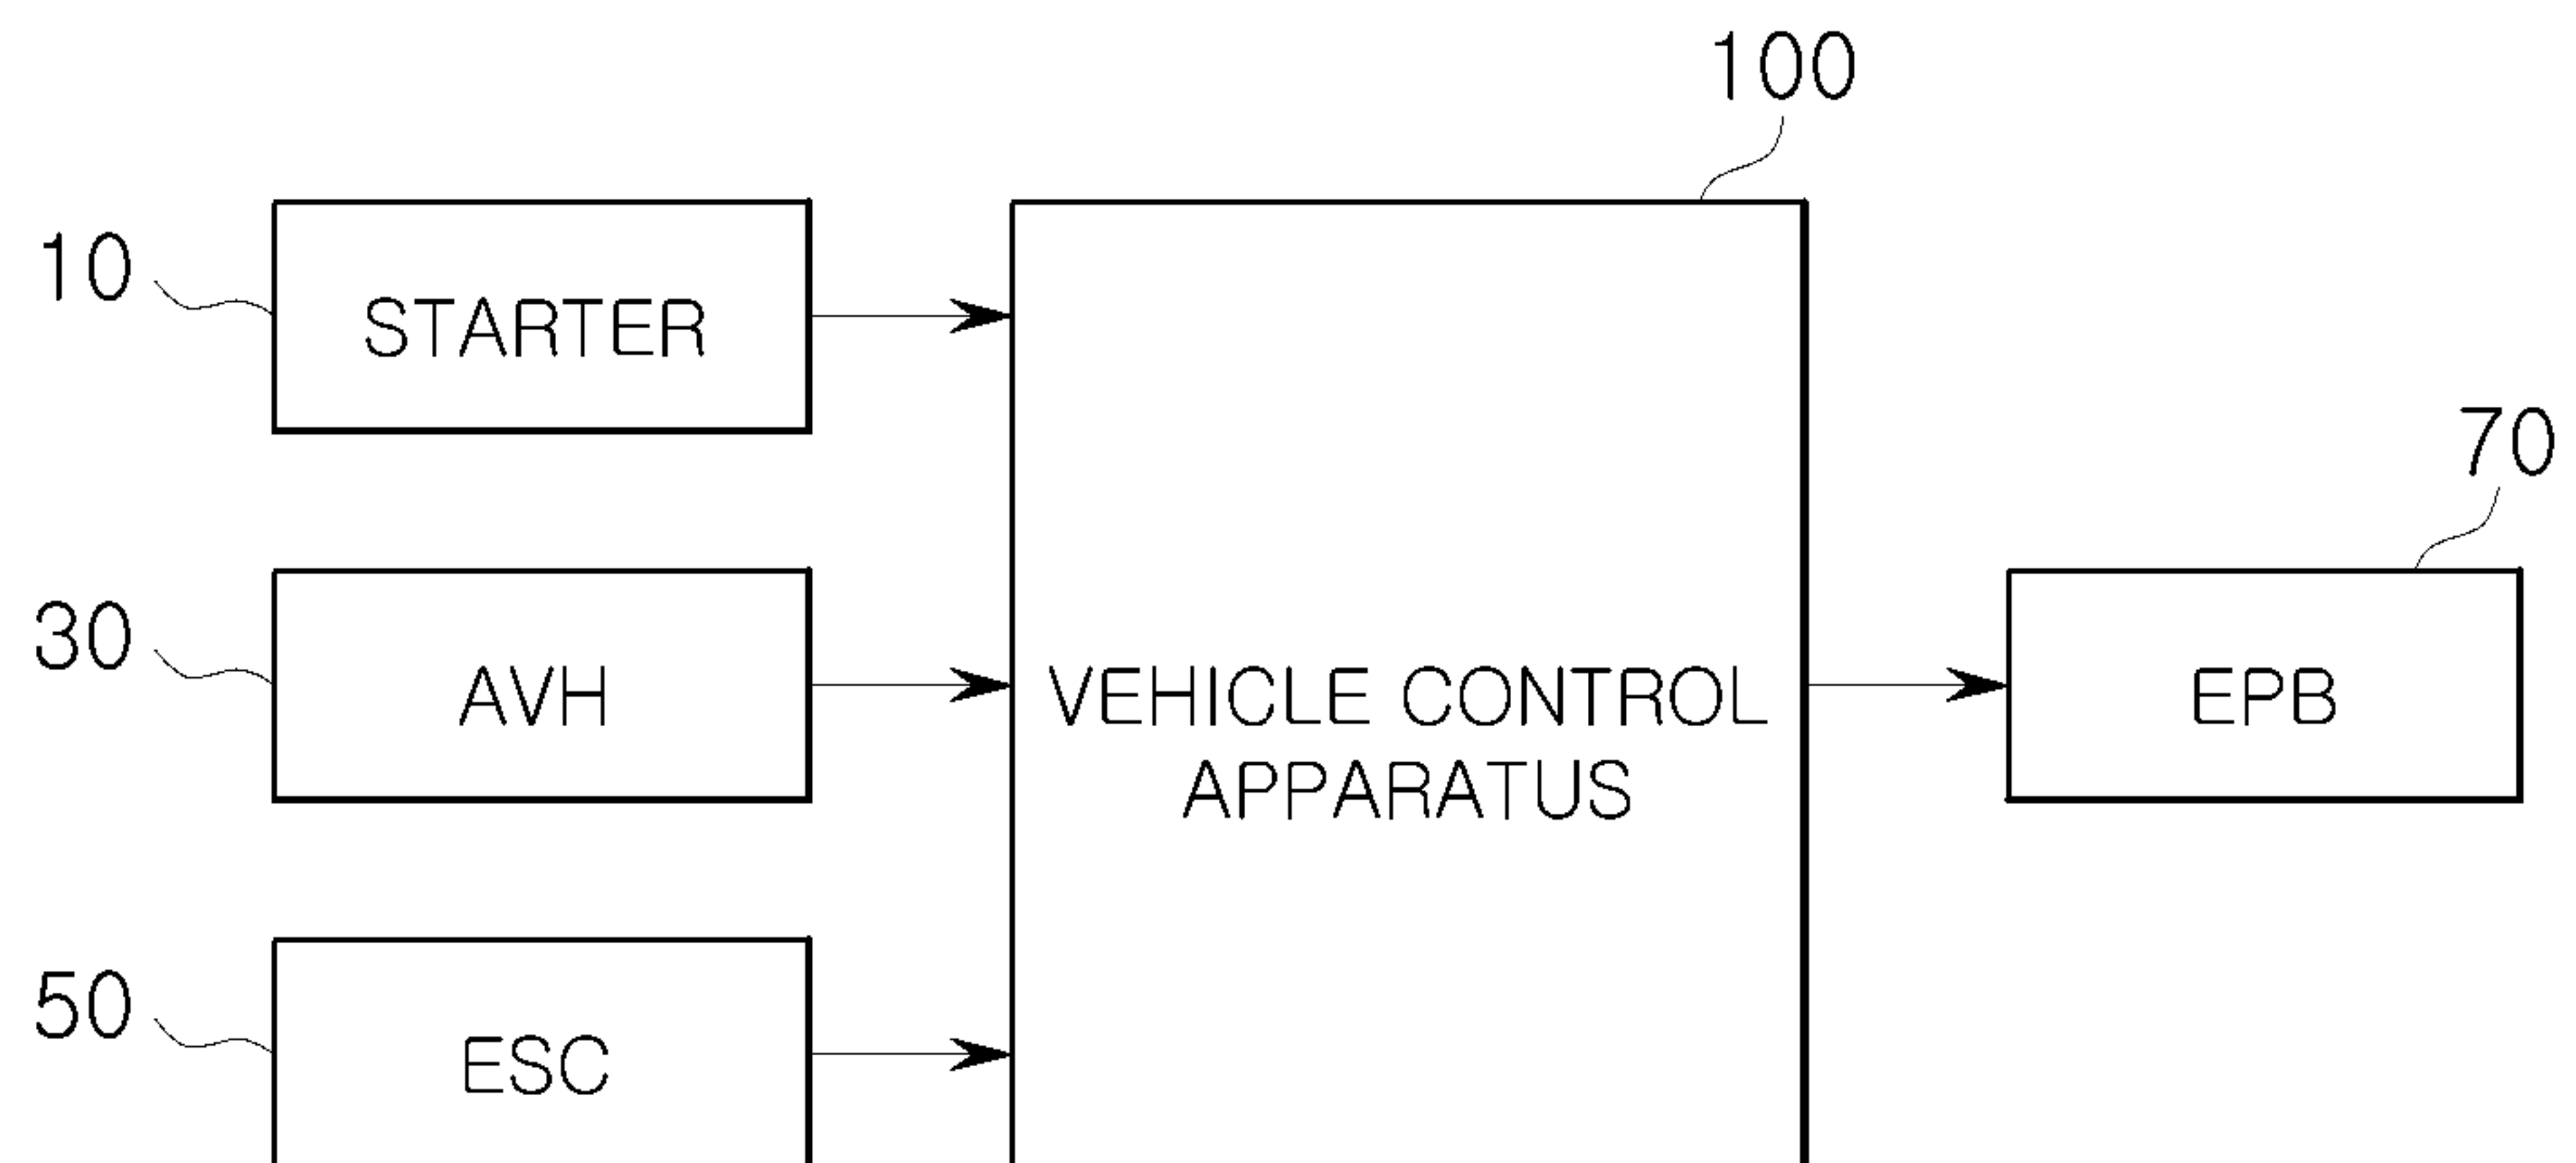 100
10
STARTER
70
30
AVH
VEHICLE CONTROL
APPARATUS
EPB
50
ESC